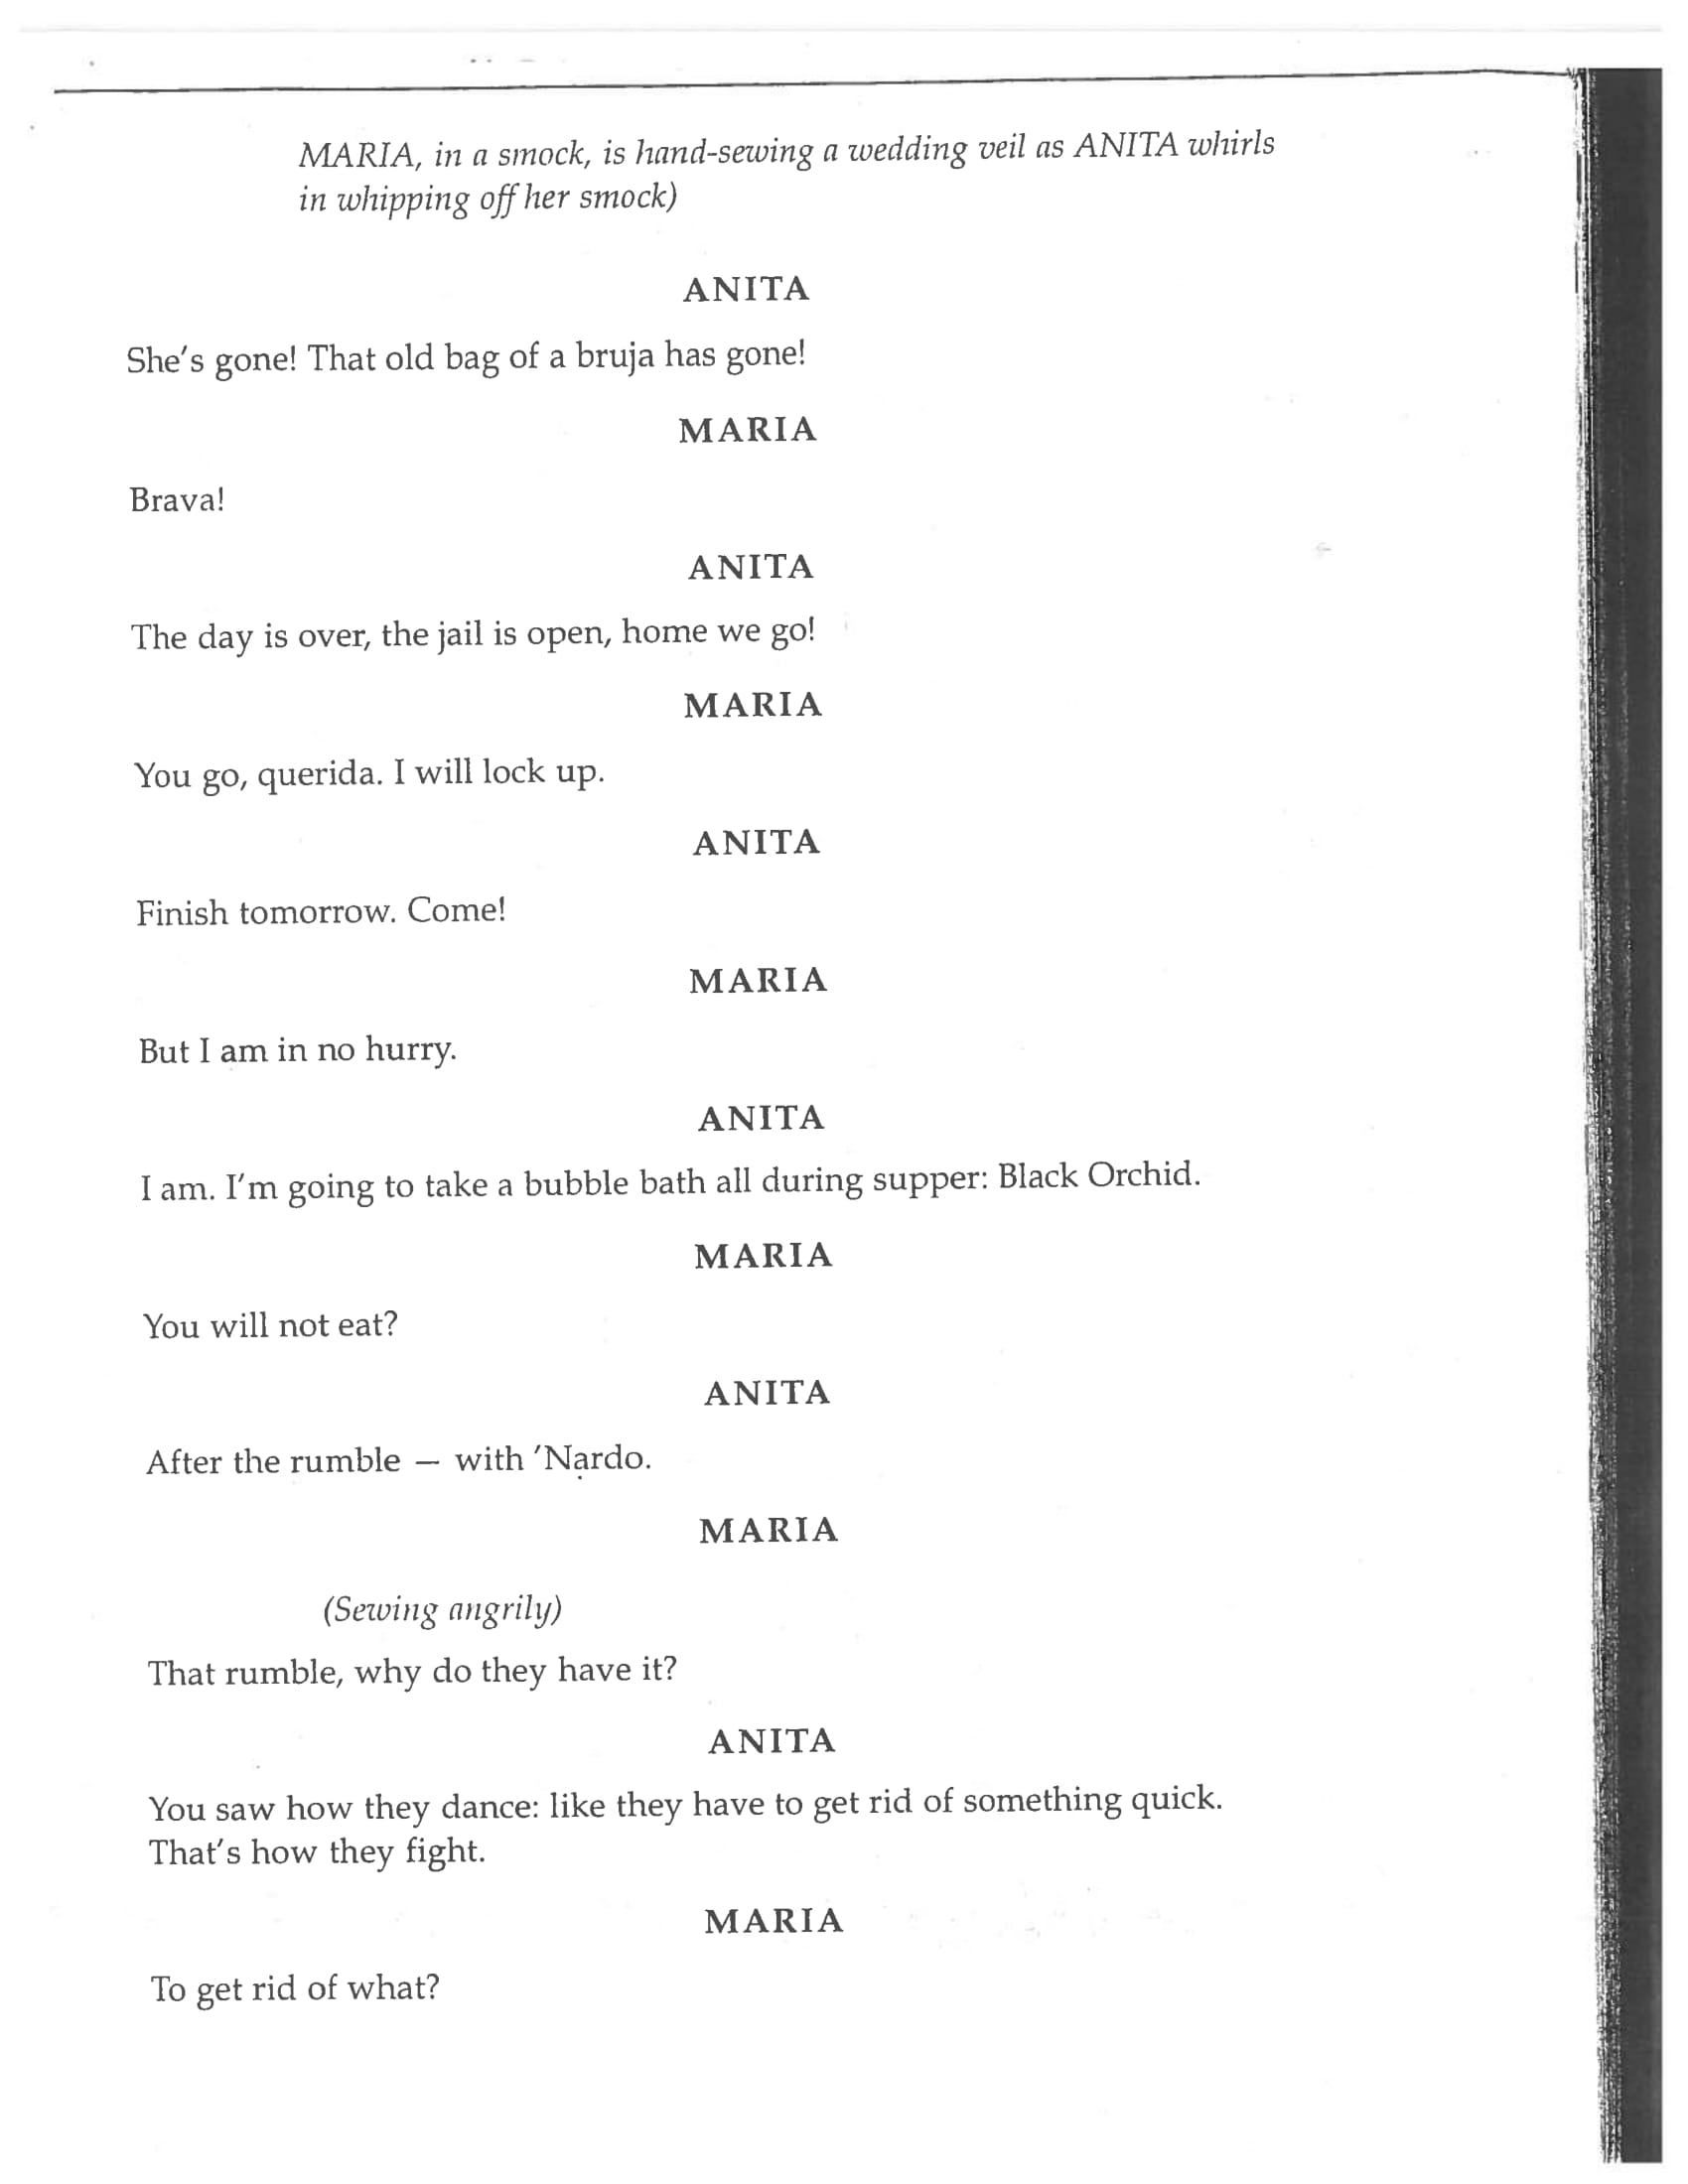 MARIA, in a smock, is hand-sewing a wedding veil as ANITA whirls
in whipping off her smock)
ANITA
She's gone! That old bag of a bruja has gone!
MARIA
Brava!
ANITA
The day is over, the jail is open, home we go!
MARIA
You go, querida. I will lock up.
ANITA
Finish tomorrow. Come!
MARIA
But I am in no hurry.
ANITA
I am. I'm going to take a bubble bath all during supper: Black Orchid.
MARIA
You will not eat?
ANITA
After the rumble — with 'Nardo.
MARIA
(Sewing angrily)
That rumble, why do they have it?
ANITA
You saw how they dance: like they have to get rid of something quick.
That's how they fight.
MARIA
To get rid of what?